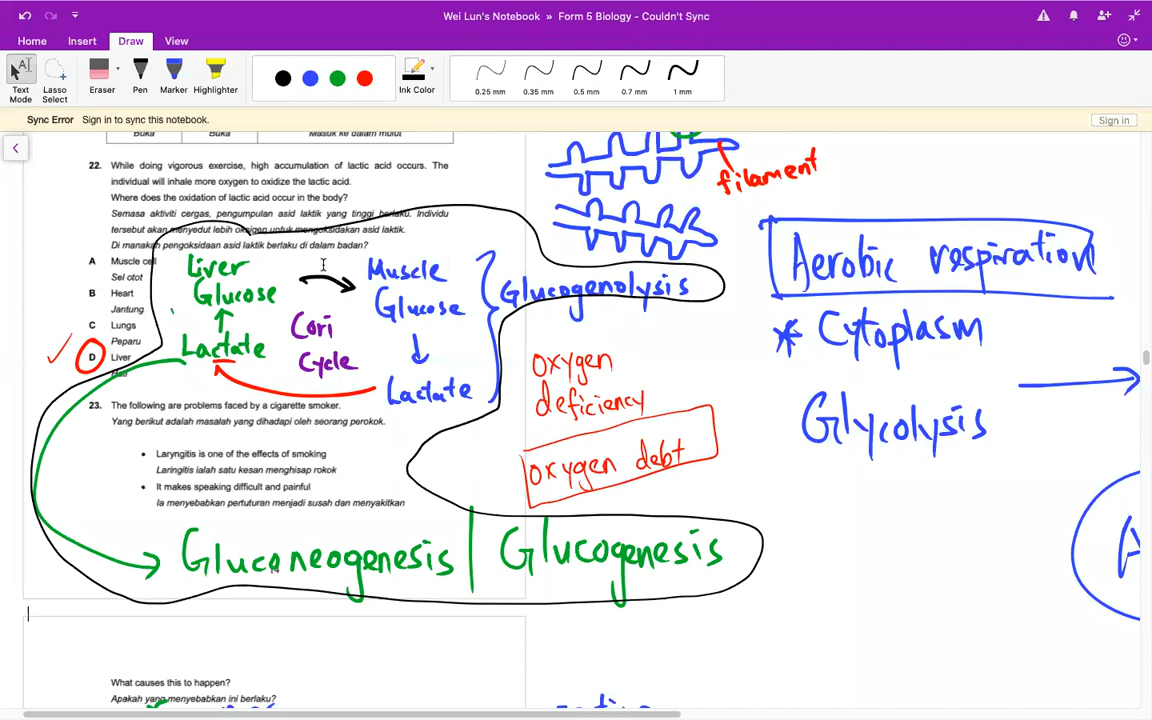 Wei Lun's Notebook » Form 5 Biology - Couldn't Sync
Home Insert Draw View
Text Mode
Lasso Select
Eraser
Pen
Marker
Highlighter
Ink Color
0.25 mm 0.35 mm 0.5 mm 0.7 mm 1 mm
Sync Error Sign in to sync this notebook.
Sign in
Buka Buka Masuk ke dalam mulut
22. While doing vigorous exercise, high accumulation of lactic acid occurs. The
individual will inhale more oxygen to oxidize the lactic acid.
Where does the oxidation of lactic acid occur in the body?
Semasa aktiviti cergas, pengumpulan asid laktik yang tinggi berlaku. Individu
tersebut akan menyedut lebih oksigen untuk mengoksidakan asid laktik.
Di manakah pengoksidaan asid laktik berlaku di dalam badan?
A Muscle cell
Sel otot
B Heart
Jantung
C Lungs
Peparu
D Liver
Liver
Glucose
Lactate
Cori
Cycle
Muscle
Glucose
Lactate
Glucogenolysis
oxygen
deficiency
oxygen debt
filament
Aerobic respiration
* Cytoplasm
Glycolysis
23. The following are problems faced by a cigarette smoker.
Yang berikut adalah masalah yang dihadapi oleh seorang perokok.
• Laryngitis is one of the effects of smoking
Laringitis ialah satu kesan menghisap rokok
• It makes speaking difficult and painful
Ia menyebabkan pertuturan menjadi susah dan menyakitkan
Glucaneogenesis | Glucogenesis
What causes this to happen?
Apakah yang menyebabkan ini berlaku?